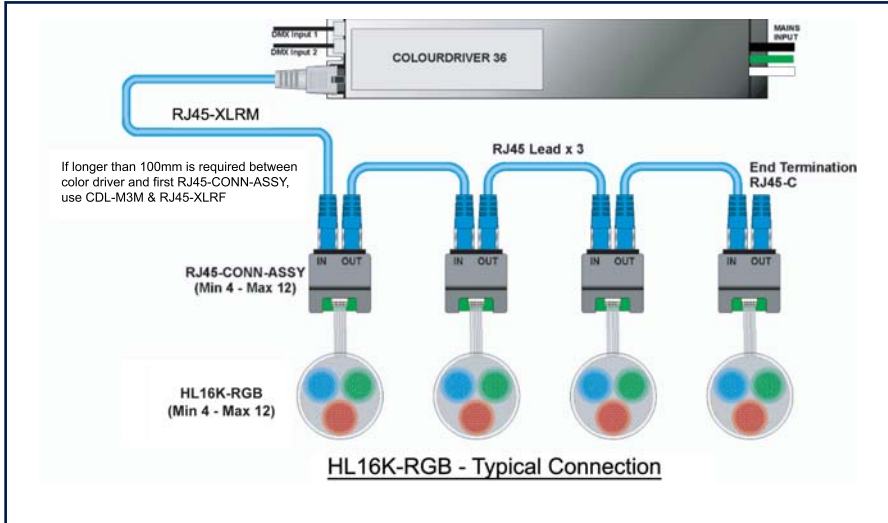 DMX Input 1
DMX Input 2
COLOURDRIVER 36
MAINS
INPUT
RJ45-XLRM
If longer than 100mm is required between
color driver and first RJ45-CONN-ASSY,
use CDL-M3M & RJ45-XLRF
RJ45 Lead x 3
End Termination
RJ45-C
IN OUT
IN OUT
IN OUT
IN OUT
RJ45-CONN-ASSY
(Min 4 - Max 12)
HL16K-RGB
(Min 4 - Max 12)
HL16K-RGB - Typical Connection